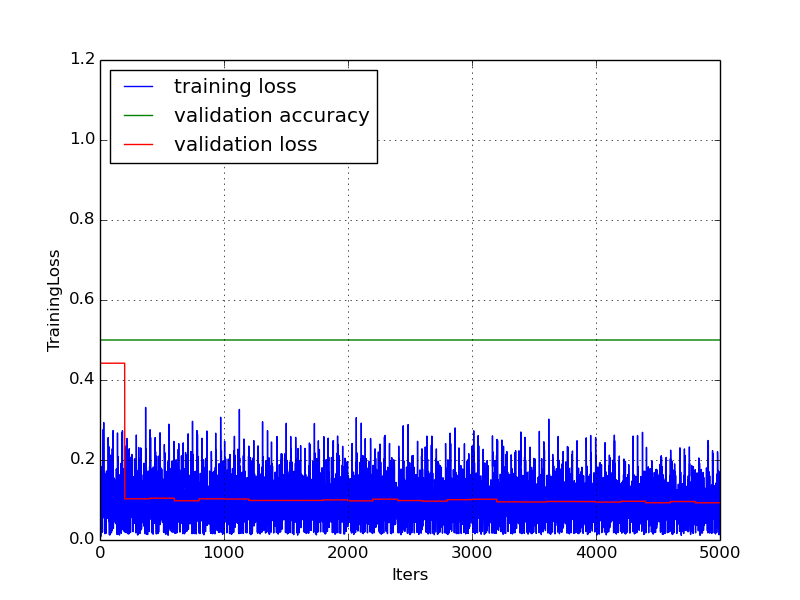 1.2
1.0
0.8
0.6
0.4
0.2
0.0
training loss
validation accuracy
validation loss
TrainingLoss
0 1000 2000 3000 4000 5000
Iters